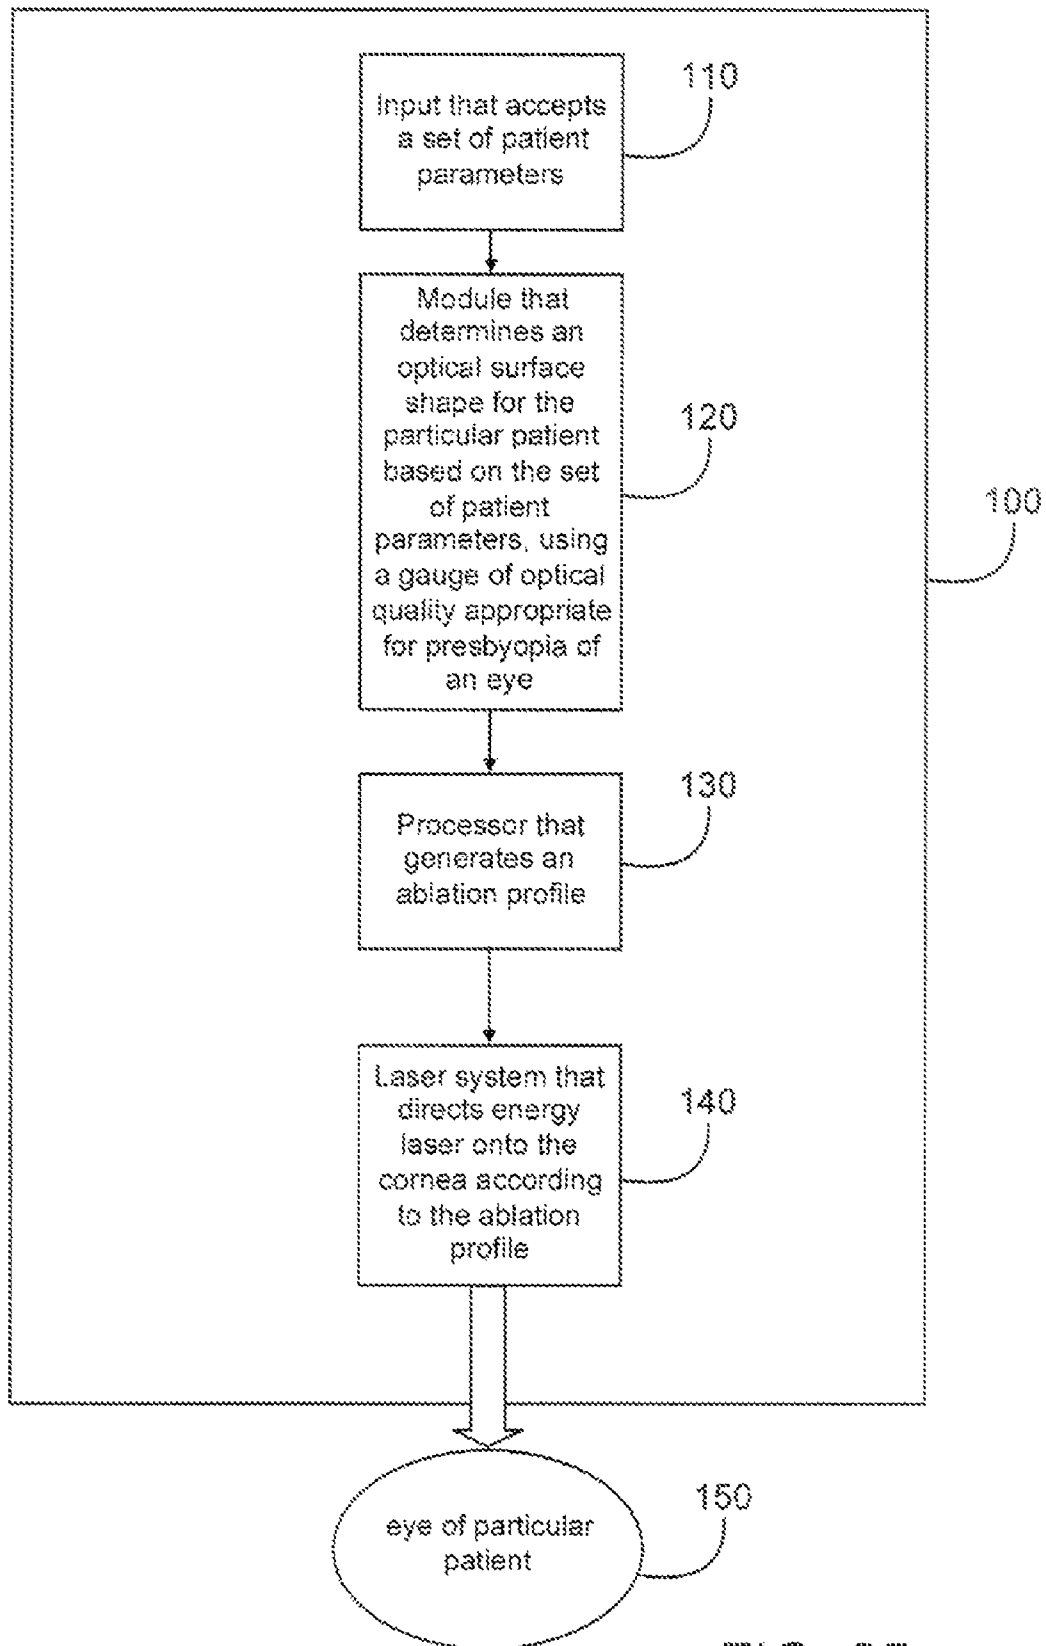 110
Input that accepts
a set of patient
parameters
Module that
determines an
optical surface
shape for the
particular patient
based on the set
of patient
parameters, using
a gauge of optical
quality appropriate
for presbyopia of
an eye
120
100
130
Processor that
generates an
ablation profile
Laser system that
directs energy
laser onto the
cornea according
to the ablation
profile
140
150
eye of particular
patient